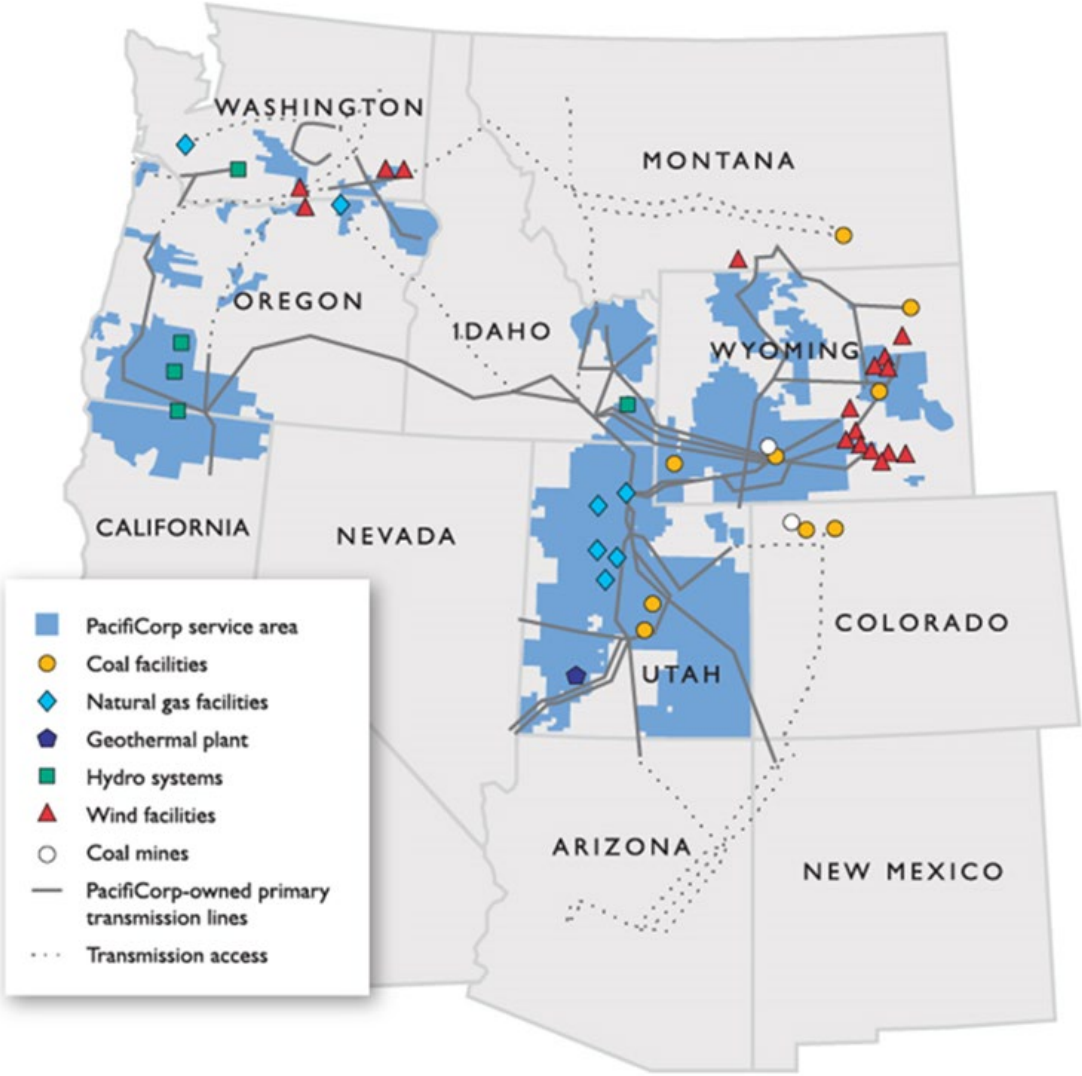 WASHINGTON
MONTANA
OREGON
IDAHO
WYOMING
CALIFORNIA
NEVADA
COLORADO
UTAH
ARIZONA
NEW MEXICO
PacifiCorp service area
Coal facilities
Natural gas facilities
Geothermal plant
Hydro systems
Wind facilities
Coal mines
PacifiCorp-owned primary
transmission lines
Transmission access